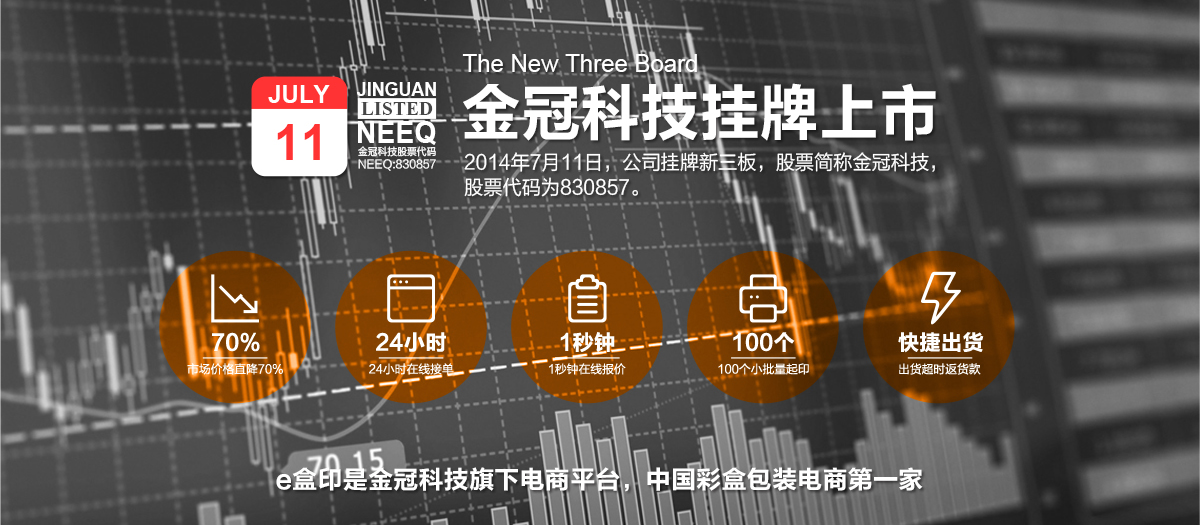 The New Three Board
JULY
11
JINGUAN
LISTED
NEEQ
金冠科技股票代码
NEEQ:830857
金冠科技挂牌上市
2014年7月11日，公司挂牌新三板，股票简称金冠科技，
股票代码为830857。
70%
市场价格直降70%
24小时
24小时在线接单
1秒钟
1秒钟在线报价
100个
100个小批量起印
快捷出货
出货超时返货款
70.15
e盒印是金冠科技旗下电商平台，中国彩盒包装电商第一家